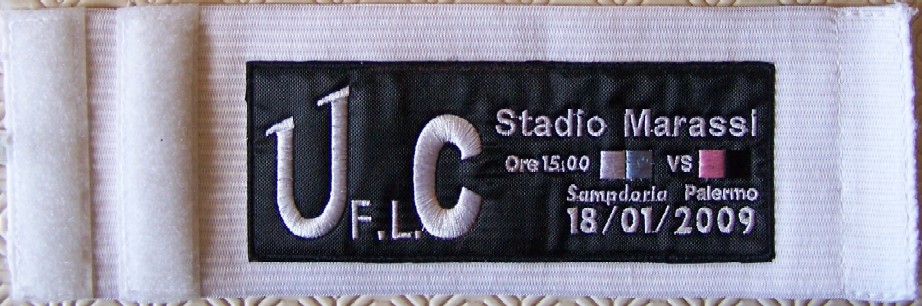 U F.L. C
Stadio Marassi
Ore 15:00 VS
Sampdoria Palermo
18/01/2009